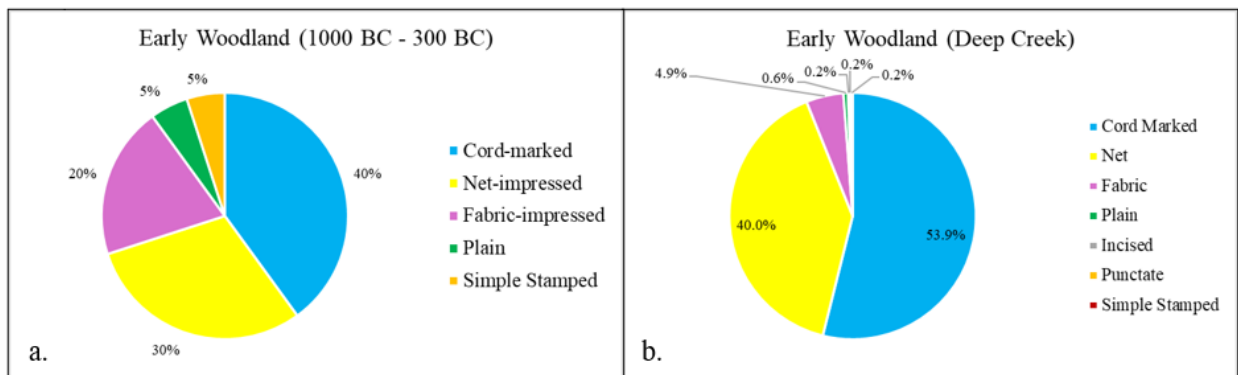 Early Woodland (1000 BC - 300 BC)
5%
5%
20%
40%
30%
Cord-marked
Net-impressed
Fabric-impressed
Plain
Simple Stamped
a.
Early Woodland (Deep Creek)
0.2%
4.9%
0.6%
0.2%
0.2%
40.0%
53.9%
Cord Marked
Net
Fabric
Plain
Incised
Punctate
Simple Stamped
b.